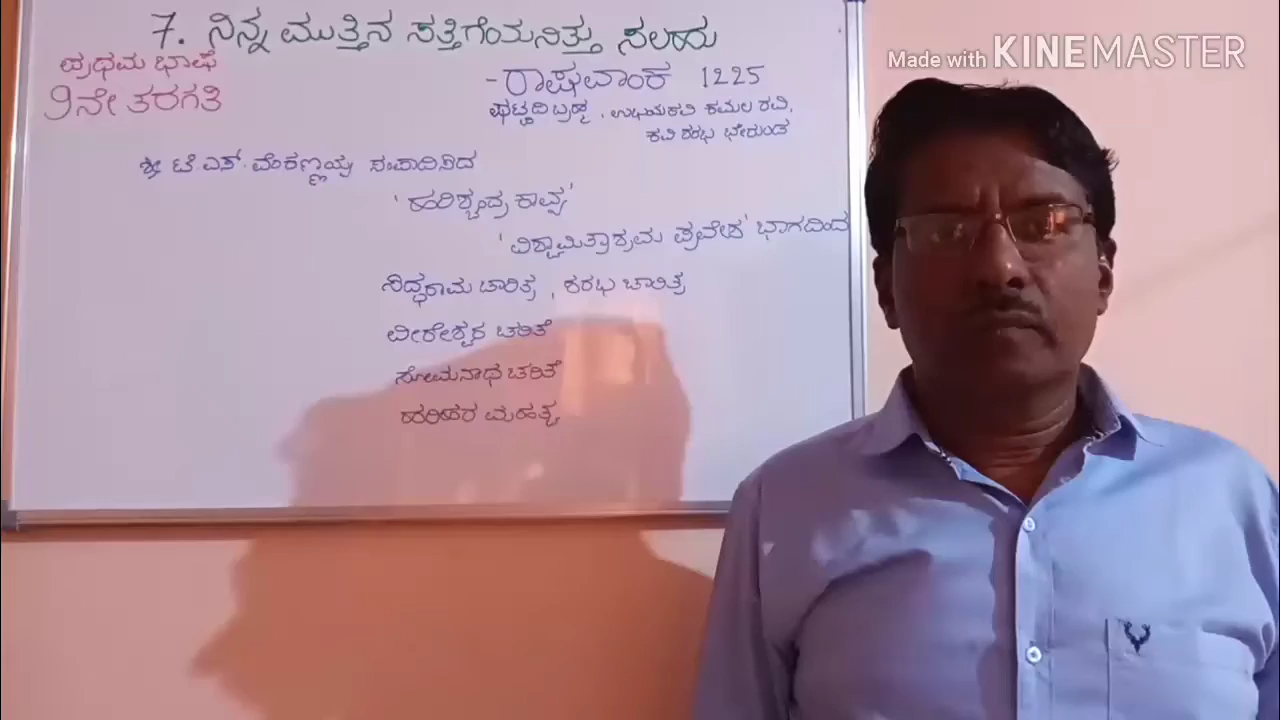 7. ನಿನ್ನ ಮುತ್ತಿನ ಸತ್ತಿಗೆಯನಿತ್ತು ಸಲಹು
Made with KINEMASTER
ಪ್ರಥಮ ಭಾಷೆ
೨ನೇ ತರಗತಿ
- ರಾಘವಾಂಕ 1225
ಷಟ್ಪದಿ ಬ್ರಹ್ಮ, ಉಭಯಕವಿ ಕಮಲ ರವಿ,
ಕವಿ ಶರಭ ಭೇರುಂಡ
ಶ್ರೀ ಟಿ ಎಸ್. ವೆಂಕಣ್ಣಯ್ಯ ಸಂಪಾದಿಸಿದ
'ಹರಿಶ್ಚಂದ್ರ ಕಾವ್ಯ'
'ವಿಶ್ವಾಮಿತ್ರಾಶ್ರಮ ಪ್ರವೇಶ' ಭಾಗದಿಂದ
ಸಿದ್ಧರಾಮ ಚಾರಿತ್ರ, ಶರಭ ಚಾರಿತ್ರ
ವೀರೇಶ್ವರ ಚರಿತೆ
ಸೋಮನಾಥ ಚರಿತೆ
ಹರಿಹರ ಮಹತ್ವ